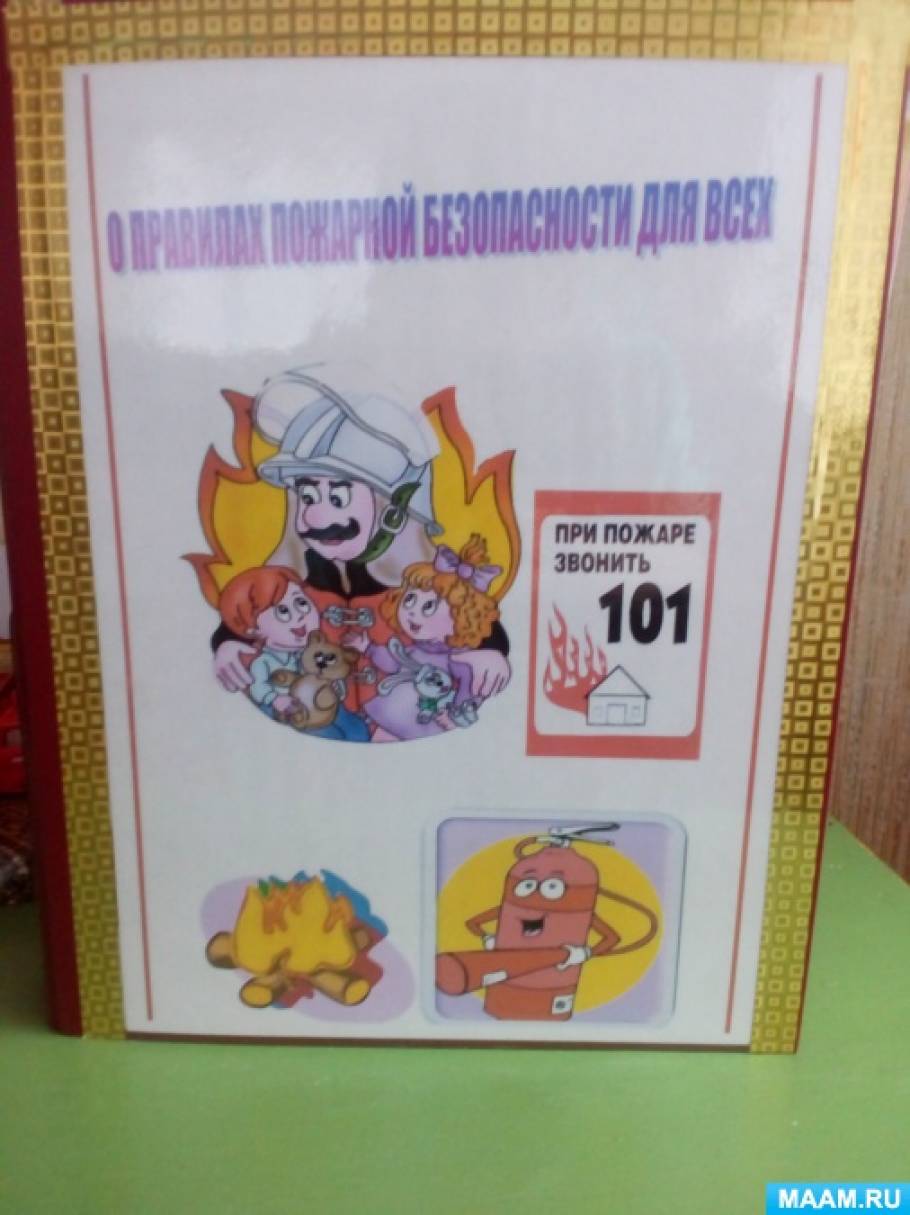 О ПРАВИЛАХ ПОЖАРНОЙ БЕЗОПАСНОСТИ ДЛЯ ВСЕХ
ПРИ ПОЖАРЕ
ЗВОНИТЬ
101
MAAM.RU